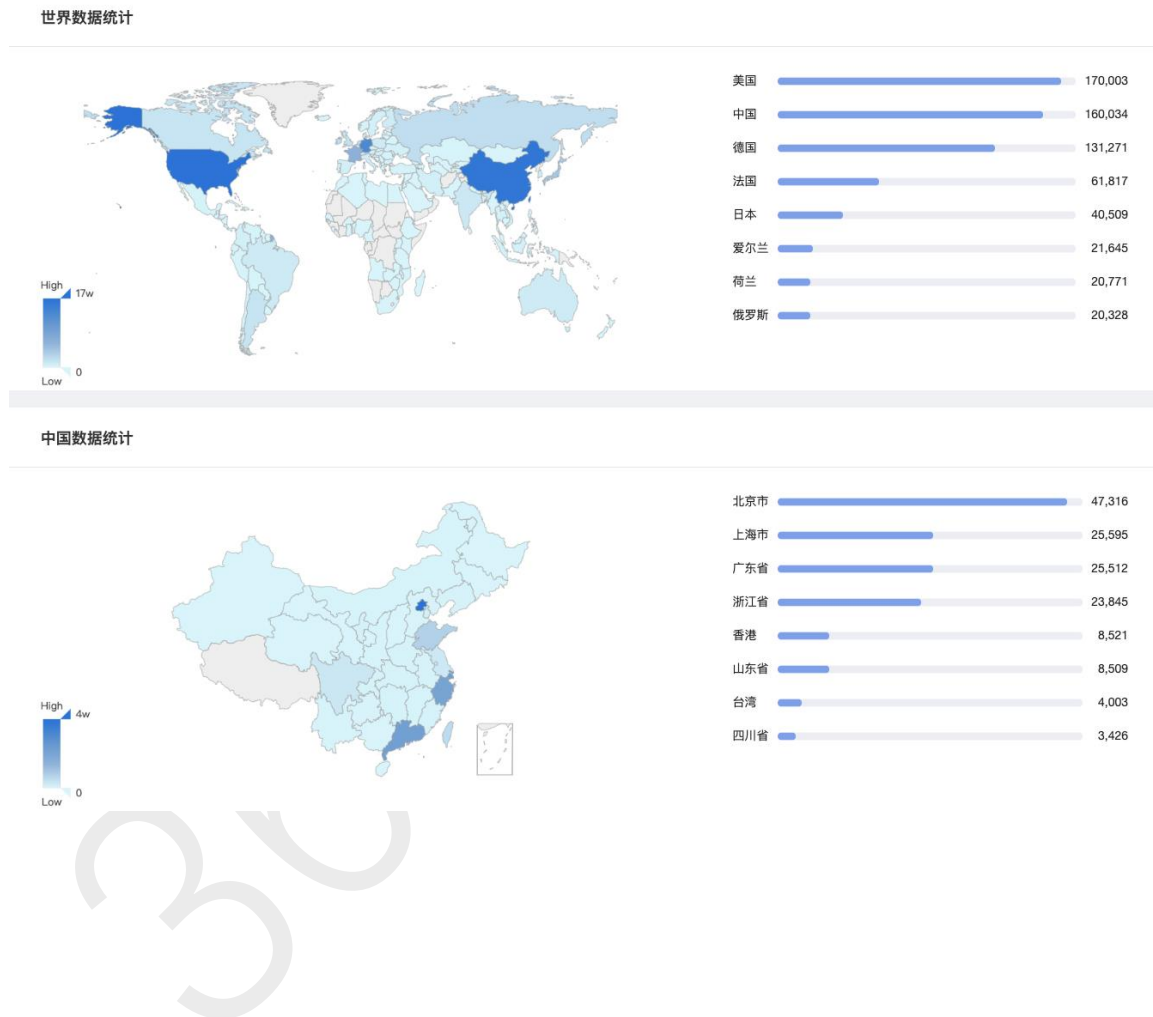 世界数据统计
美国 170,003
中国 160,034
德国 131,271
法国 61,817
日本 40,509
爱尔兰 21,645
荷兰 20,771
俄罗斯 20,328
High
17w
0
Low
中国数据统计
北京市 47,316
上海市 25,595
广东省 25,512
浙江省 23,845
香港 8,521
山东省 8,509
台湾 4,003
四川省 3,426
High
4w
0
Low